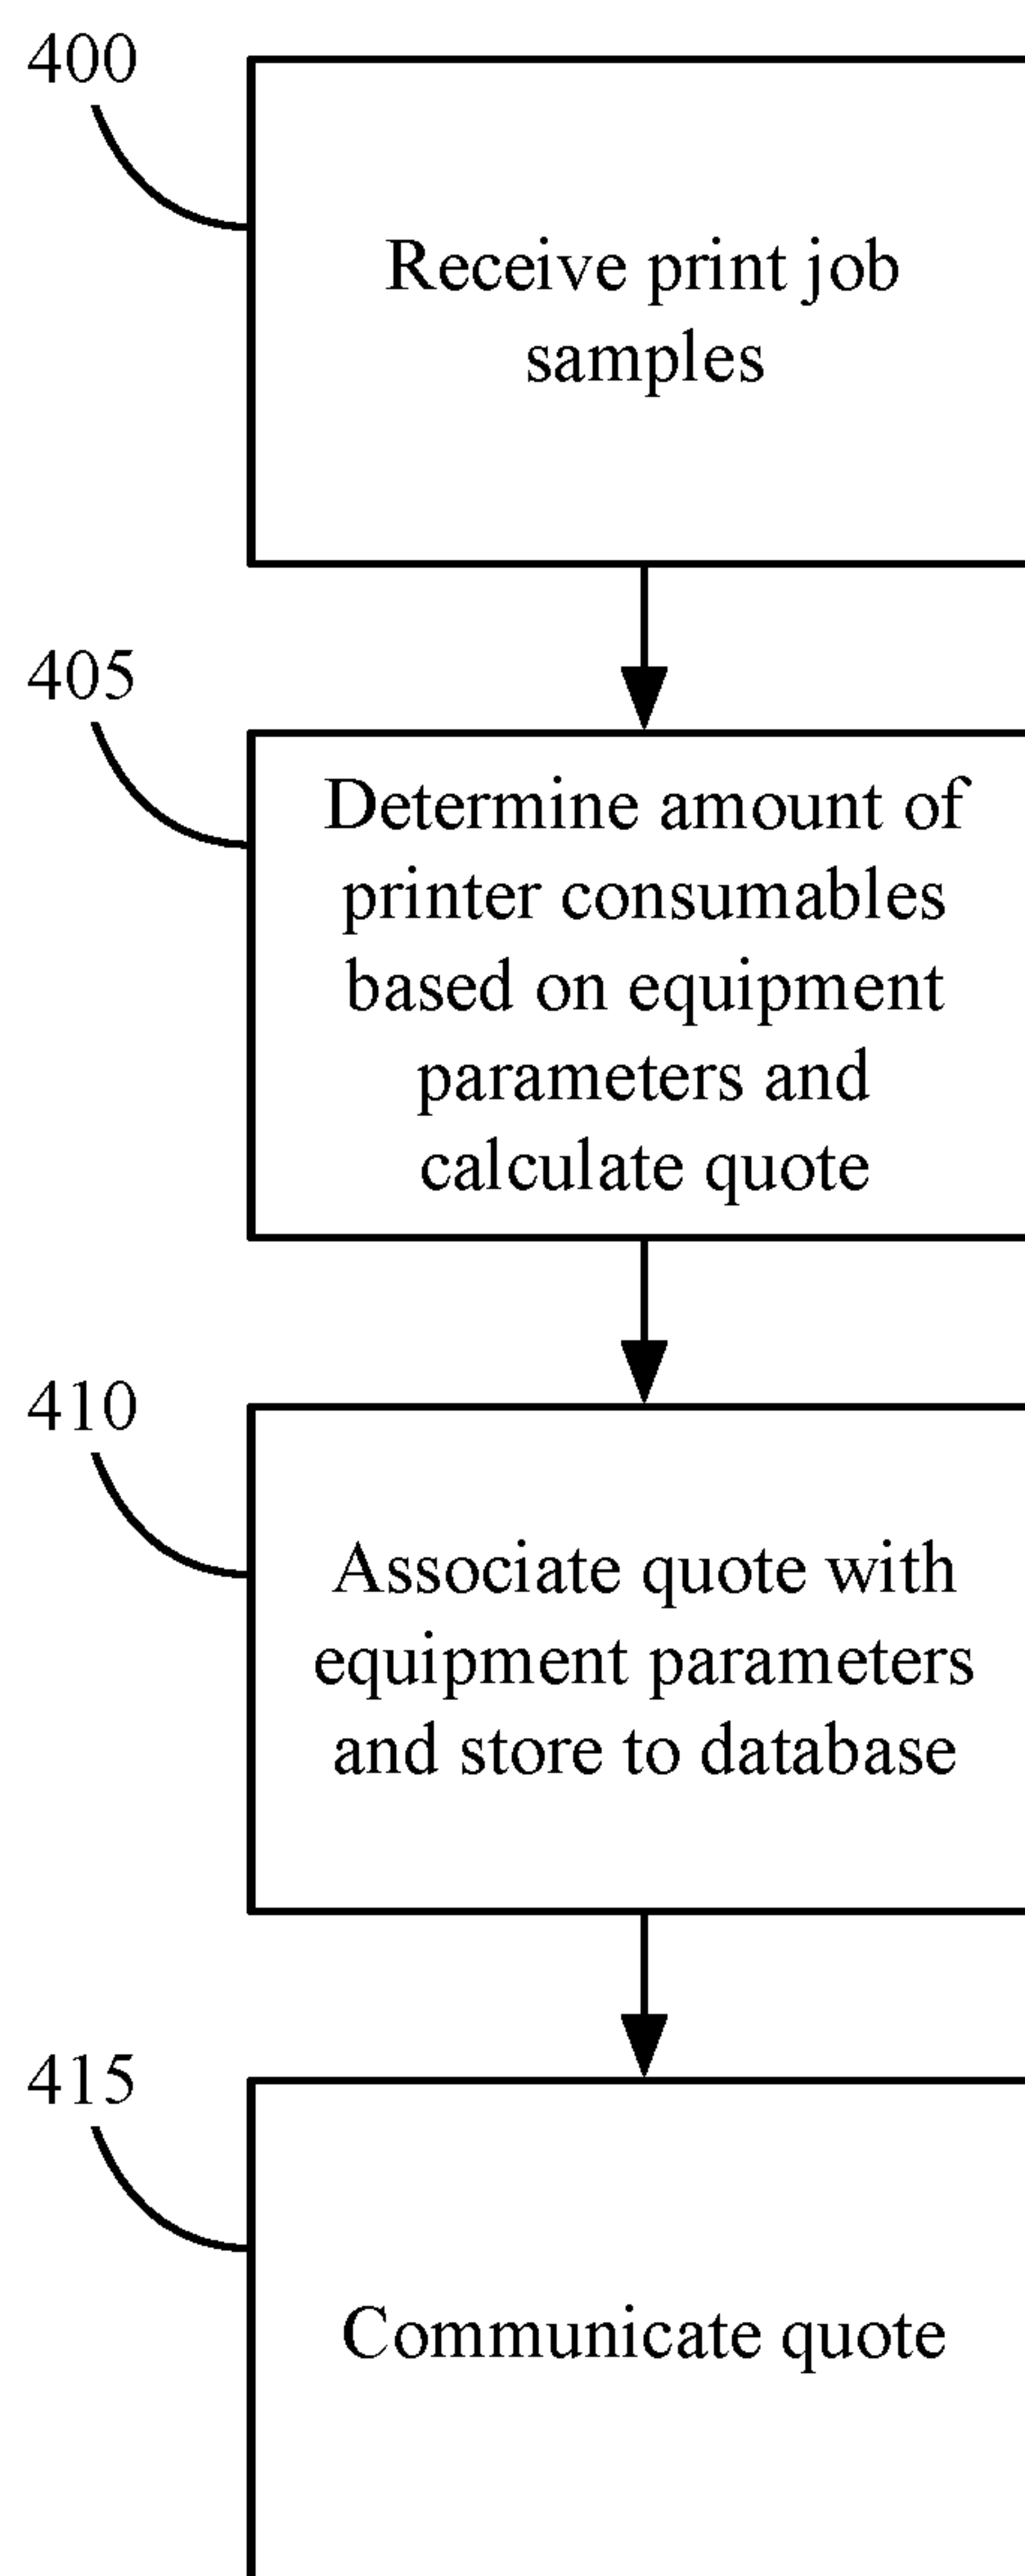 400
Receive print job
samples
405
Determine amount of
printer consumables
based on equipment
parameters and
calculate quote
410
Associate quote with
equipment parameters
and store to database
415
Communicate quote